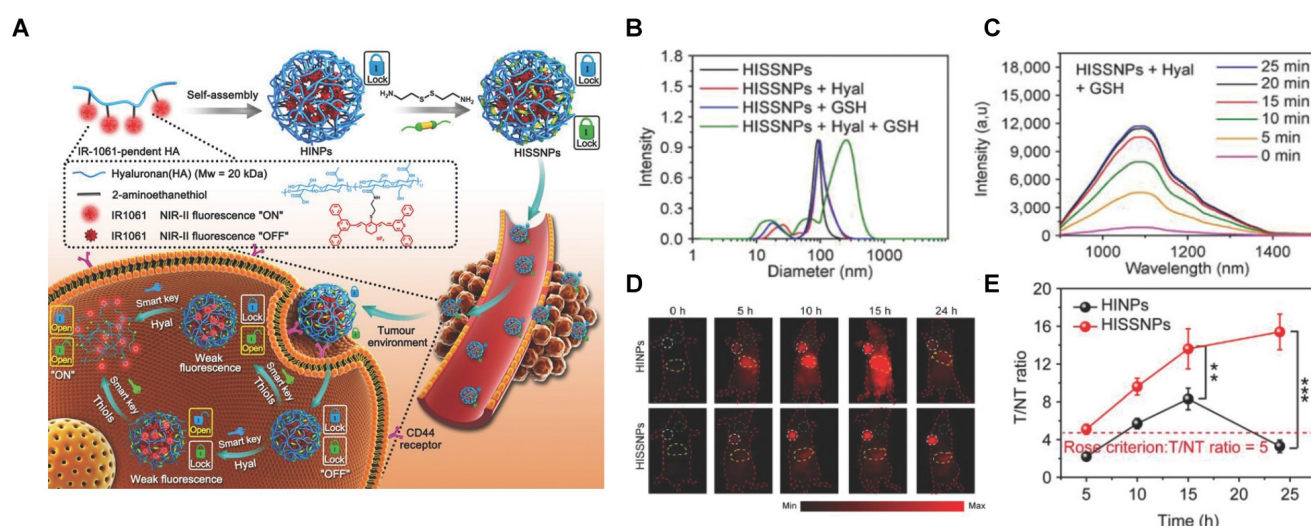 A
Self-assembly
Lock
H₂N
S
S
NH₂
Lock
Lock
IR-1061-pendent HA
HINPs
HISSNPs
Hyaluronan(HA) (Mw = 20 kDa)
2-aminoethanethiol
IR1061 NIR-II fluorescence "ON"
IR1061 NIR-II fluorescence "OFF"
Smart key
Hyal
Open
Open
"ON"
Lock
Open
Weak fluorescence
Smart key
Thiols
Smart key
Thiols
Tumour
environment
Open
Lock
Smart key
Hyal
Weak fluorescence
Lock
Lock
"OFF"
CD44
receptor
B
Intensity
1.8
1.5
1.2
0.9
0.6
0.3
0.0
HISSNPs
HISSNPs + Hyal
HISSNPs + GSH
HISSNPs + Hyal + GSH
1 10 100 1000
Diameter (nm)
C
Intensity (a.u)
18,000
15,000
12,000
9,000
6,000
3,000
0
HISSNPs + Hyal
+ GSH
25 min
20 min
15 min
10 min
5 min
0 min
1000 1200 1400
Wavelength (nm)
D
0 h 5 h 10 h 15 h 24 h
HINPs
HISSNPs
Min Max
E
T/NT ratio
20
16
12
8
4
0
HINPs
HISSNPs
**
***
Rose criterion:T/NT ratio = 5
5 10 15 20 25
Time (h)